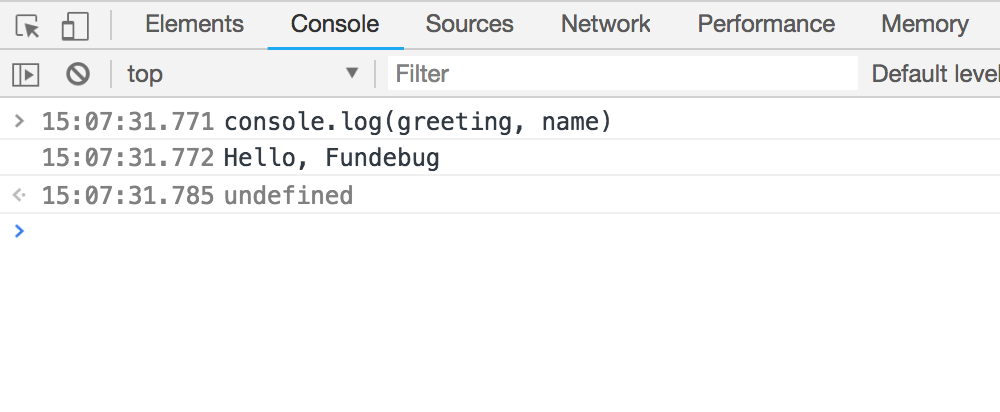 Elements Console Sources Network Performance Memory
top Filter Default level
> 15:07:31.771 console.log(greeting, name)
15:07:31.772 Hello, Fundebug
15:07:31.785 undefined
>